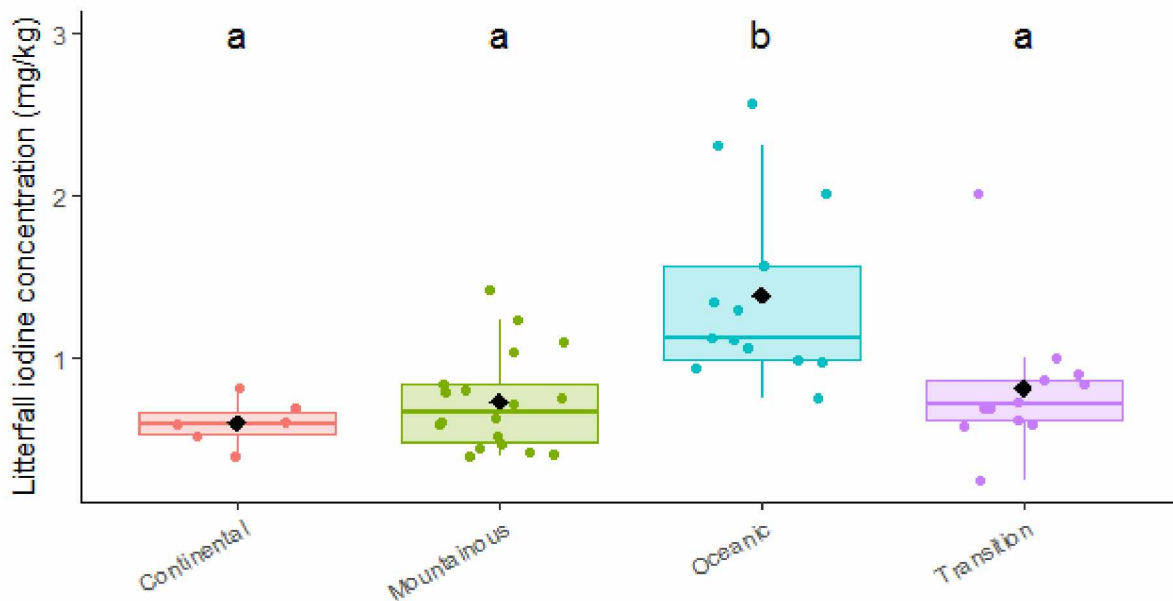 Litterfall iodine concentration (mg/kg)
3
2
1
a
a
b
a
Continental
Mountainous
Oceanic
Transition